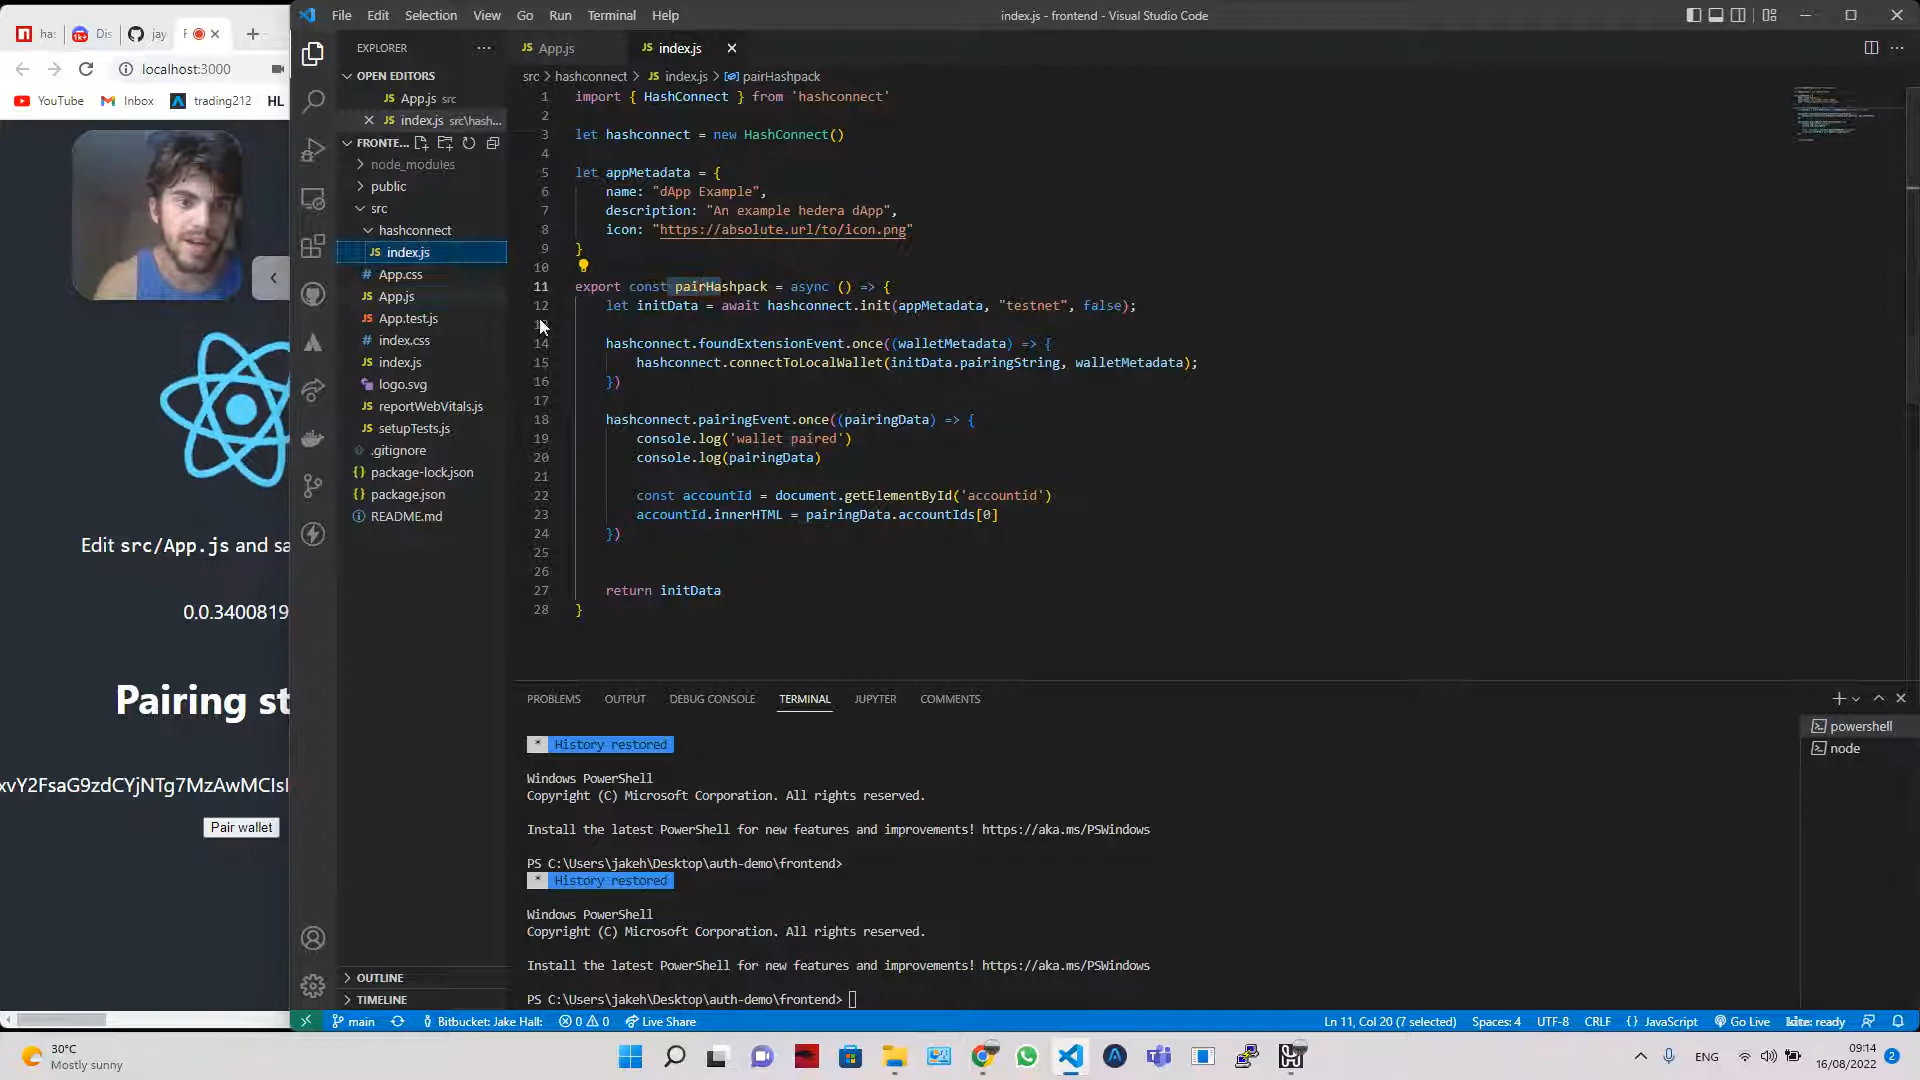 ha:
Dis
jay
F
localhost:3000
YouTube
Inbox
trading212
HL
Edit src/App.js and sa
0.0.3400819
Pairing st
xvY2FsaG9zdCYjNTg7MzAwMCIsI
Pair wallet
File Edit Selection View Go Run Terminal Help
index.js - frontend - Visual Studio Code
EXPLORER
OPEN EDITORS
App.js src
index.js src\hash...
FRONTE...
node_modules
public
src
hashconnect
index.js
App.css
App.js
App.test.js
index.css
index.js
logo.svg
reportWebVitals.js
setupTests.js
.gitignore
package-lock.json
package.json
README.md
OUTLINE
TIMELINE
App.js
index.js
src > hashconnect > JS index.js > pairHashpack
1 import { HashConnect } from 'hashconnect'
2
3 let hashconnect = new HashConnect()
4
5 let appMetadata = {
6 name: "dApp Example",
7 description: "An example hedera dApp",
8 icon: "https://absolute.url/to/icon.png"
9 }
10
11 export const pairHashpack = async () => {
12 let initData = await hashconnect.init(appMetadata, "testnet", false);
14 hashconnect.foundExtensionEvent.once((walletMetadata) => {
15 hashconnect.connectToLocalWallet(initData.pairingString, walletMetadata);
16 })
17
18 hashconnect.pairingEvent.once((pairingData) => {
19 console.log('wallet paired')
20 console.log(pairingData)
21
22 const accountId = document.getElementById('accountid')
23 accountId.innerHTML = pairingData.accountIds[0]
24 })
25
26
27 return initData
28 }
PROBLEMS OUTPUT DEBUG CONSOLE TERMINAL JUPYTER COMMENTS
powershell
node
* History restored
Windows PowerShell
Copyright (C) Microsoft Corporation. All rights reserved.
Install the latest PowerShell for new features and improvements! https://aka.ms/PSWindows
PS C:\Users\jakeh\Desktop\auth-demo\frontend>
* History restored
Windows PowerShell
Copyright (C) Microsoft Corporation. All rights reserved.
Install the latest PowerShell for new features and improvements! https://aka.ms/PSWindows
PS C:\Users\jakeh\Desktop\auth-demo\frontend>
main
Bitbucket: Jake Hall:
0 0
Live Share
Ln 11, Col 20 (7 selected)
Spaces: 4
UTF-8
CRLF
{} JavaScript
Go Live
kite: ready
30°C
Mostly sunny
ENG
09:14
16/08/2022
2